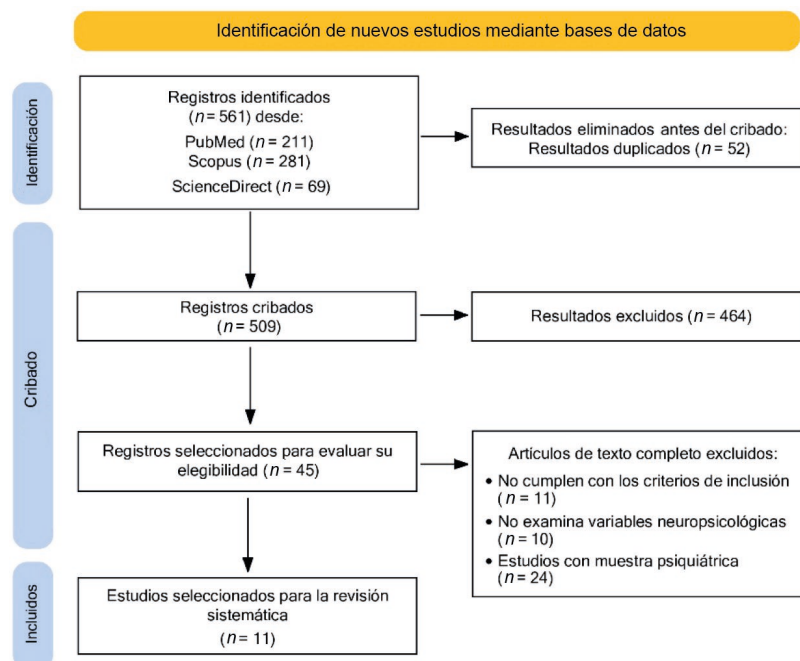 Identificación de nuevos estudios mediante bases de datos
Identificación
Registros identificados
(n = 561) desde:
PubMed (n = 211)
Scopus (n = 281)
ScienceDirect (n = 69)
Resultados eliminados antes del cribado:
Resultados duplicados (n = 52)
Cribado
Registros cribados
(n = 509)
Resultados excluidos (n = 464)
Registros seleccionados para evaluar su
elegibilidad (n = 45)
Artículos de texto completo excluidos:
• No cumplen con los criterios de inclusión
(n = 11)
• No examina variables neuropsicológicas
(n = 10)
• Estudios con muestra psiquiátrica
(n = 24)
Incluidos
Estudios seleccionados para la revisión
sistemática
(n = 11)